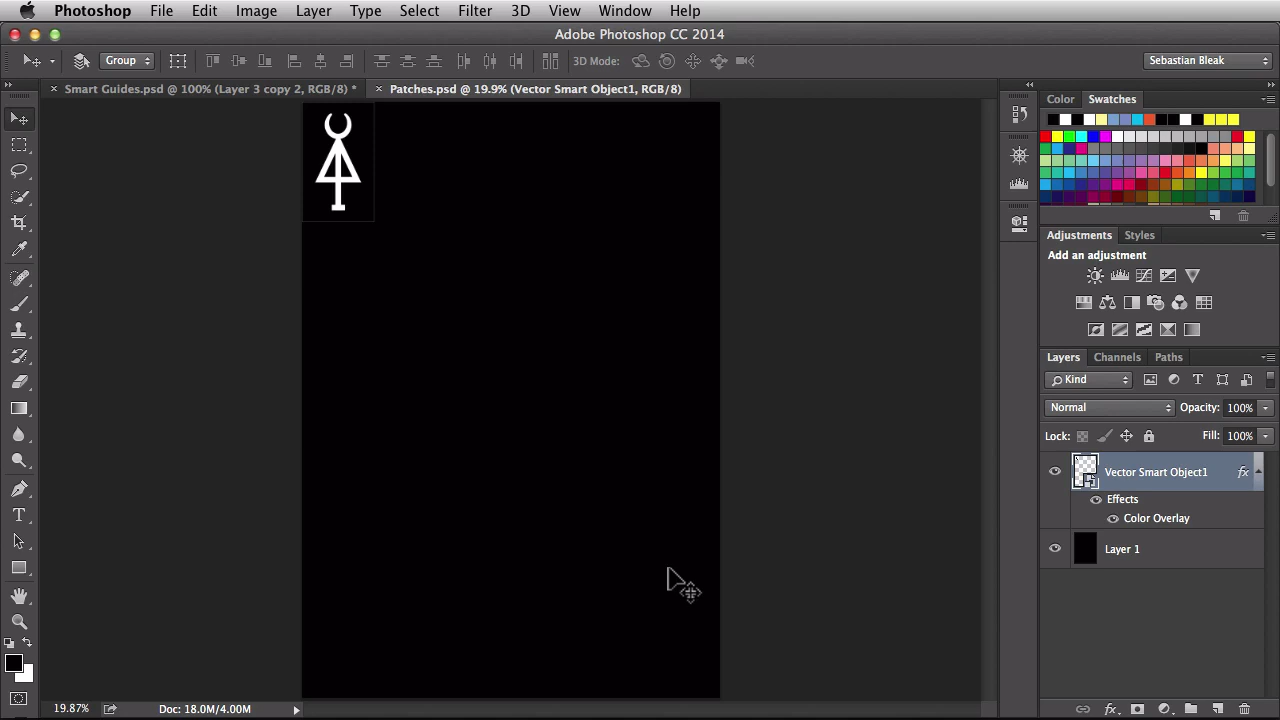 Photoshop File Edit Image Layer Type Select Filter 3D View Window Help
Adobe Photoshop CC 2014
Group 3D Mode: Sebastian Bleak
Smart Guides.psd @ 100% (Layer 3 copy 2, RGB/8) * Patches.psd @ 19.9% (Vector Smart Object1, RGB/8)
Color Swatches
Adjustments Styles
Add an adjustment
Layers Channels Paths
Kind
Normal Opacity: 100%
Lock: Fill: 100%
Vector Smart Object1 fx
Effects
Color Overlay
Layer 1
19.87% Doc: 18.0M/4.00M